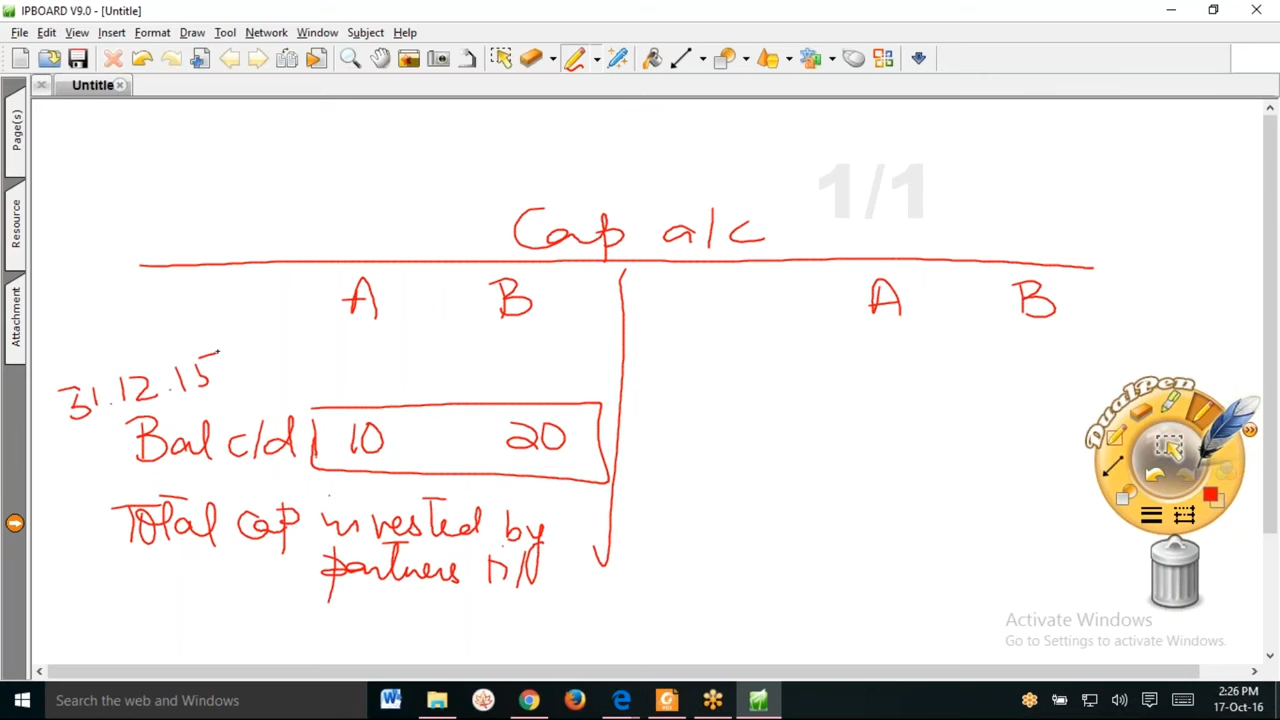 IPBOARD V9.0 - [Untitle]
File Edit View Insert Format Draw Tool Network Window Subject Help
Untitle
Page(s)
Resource
Attachment
1/1
Cap a/c
A B A B
31.12.15
Bal c/d 10 20
Total cap invested by
partners
DualPen
Activate Windows
Go to Settings to activate Windows.
Search the web and Windows
2:26 PM
17-Oct-16